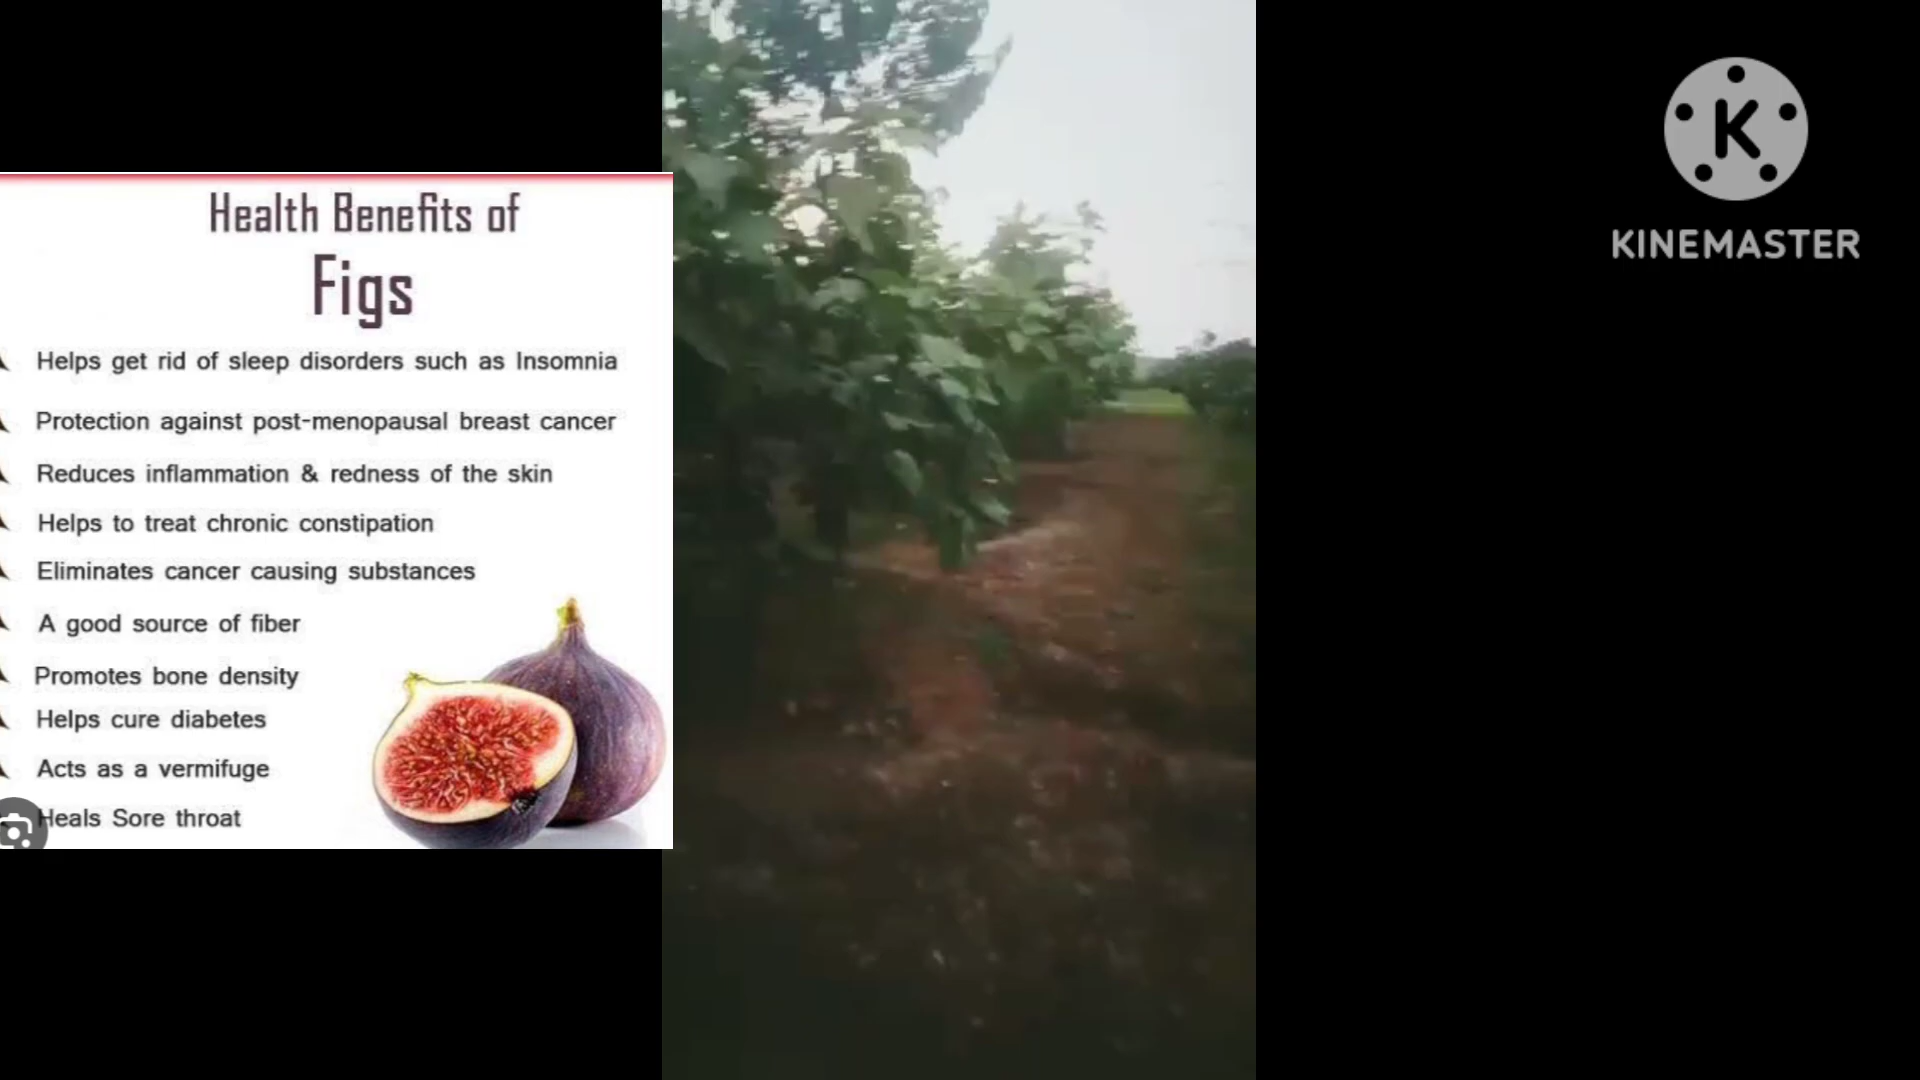 Health Benefits of
Figs
Helps get rid of sleep disorders such as Insomnia
Protection against post-menopausal breast cancer
Reduces inflammation & redness of the skin
Helps to treat chronic constipation
Eliminates cancer causing substances
A good source of fiber
Promotes bone density
Helps cure diabetes
Acts as a vermifuge
Heals Sore throat
K
KINEMASTER